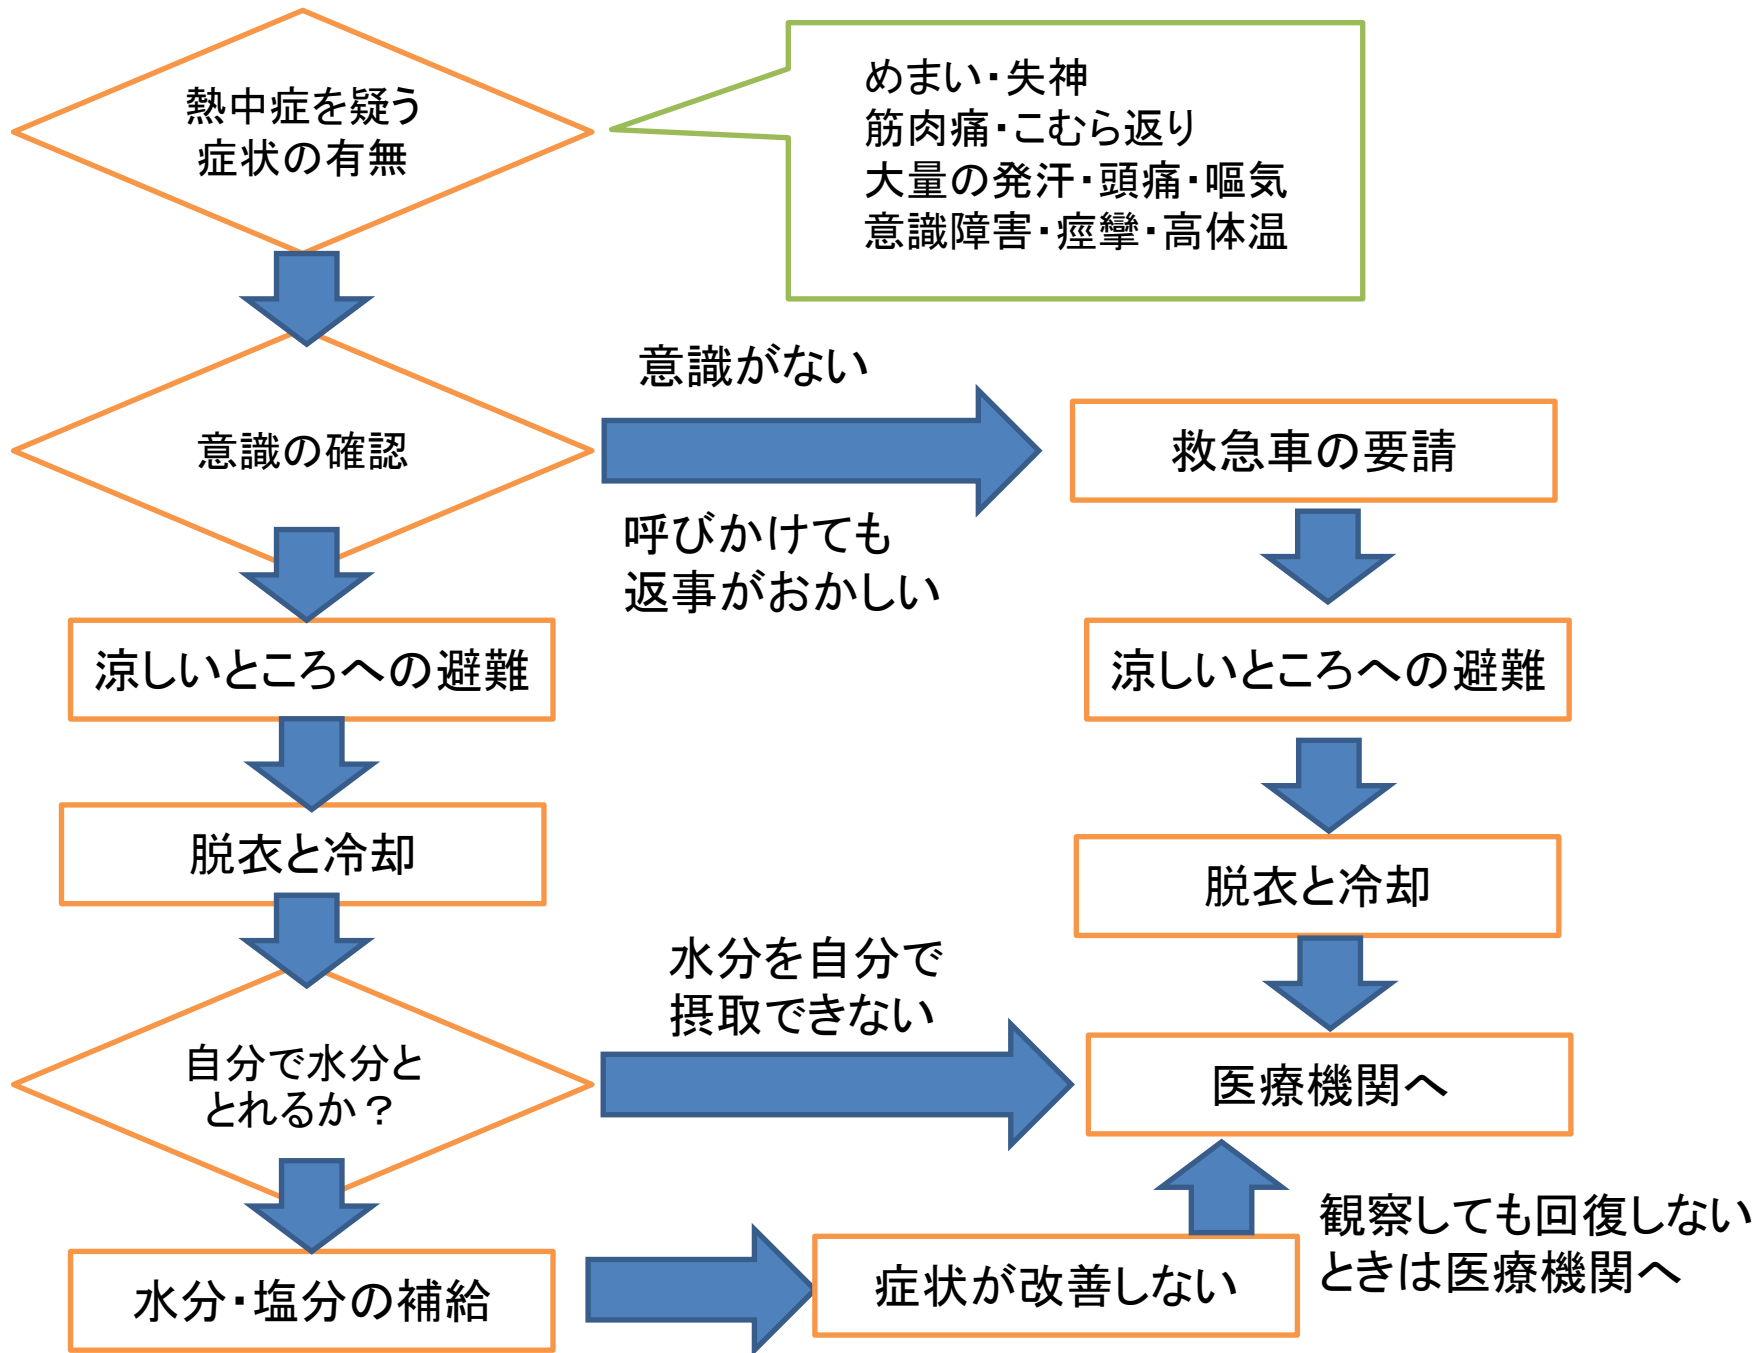 熱中症を疑う
症状の有無
めまい・失神
筋肉痛・こむら返り
大量の発汗・頭痛・嘔気
意識障害・痙攣・高体温
意識の確認
意識がない
呼びかけても
返事がおかしい
救急車の要請
涼しいところへの避難
涼しいところへの避難
脱衣と冷却
脱衣と冷却
自分で水分と
とれるか？
水分を自分で
摂取できない
医療機関へ
水分・塩分の補給
症状が改善しない
観察しても回復しない
ときは医療機関へ